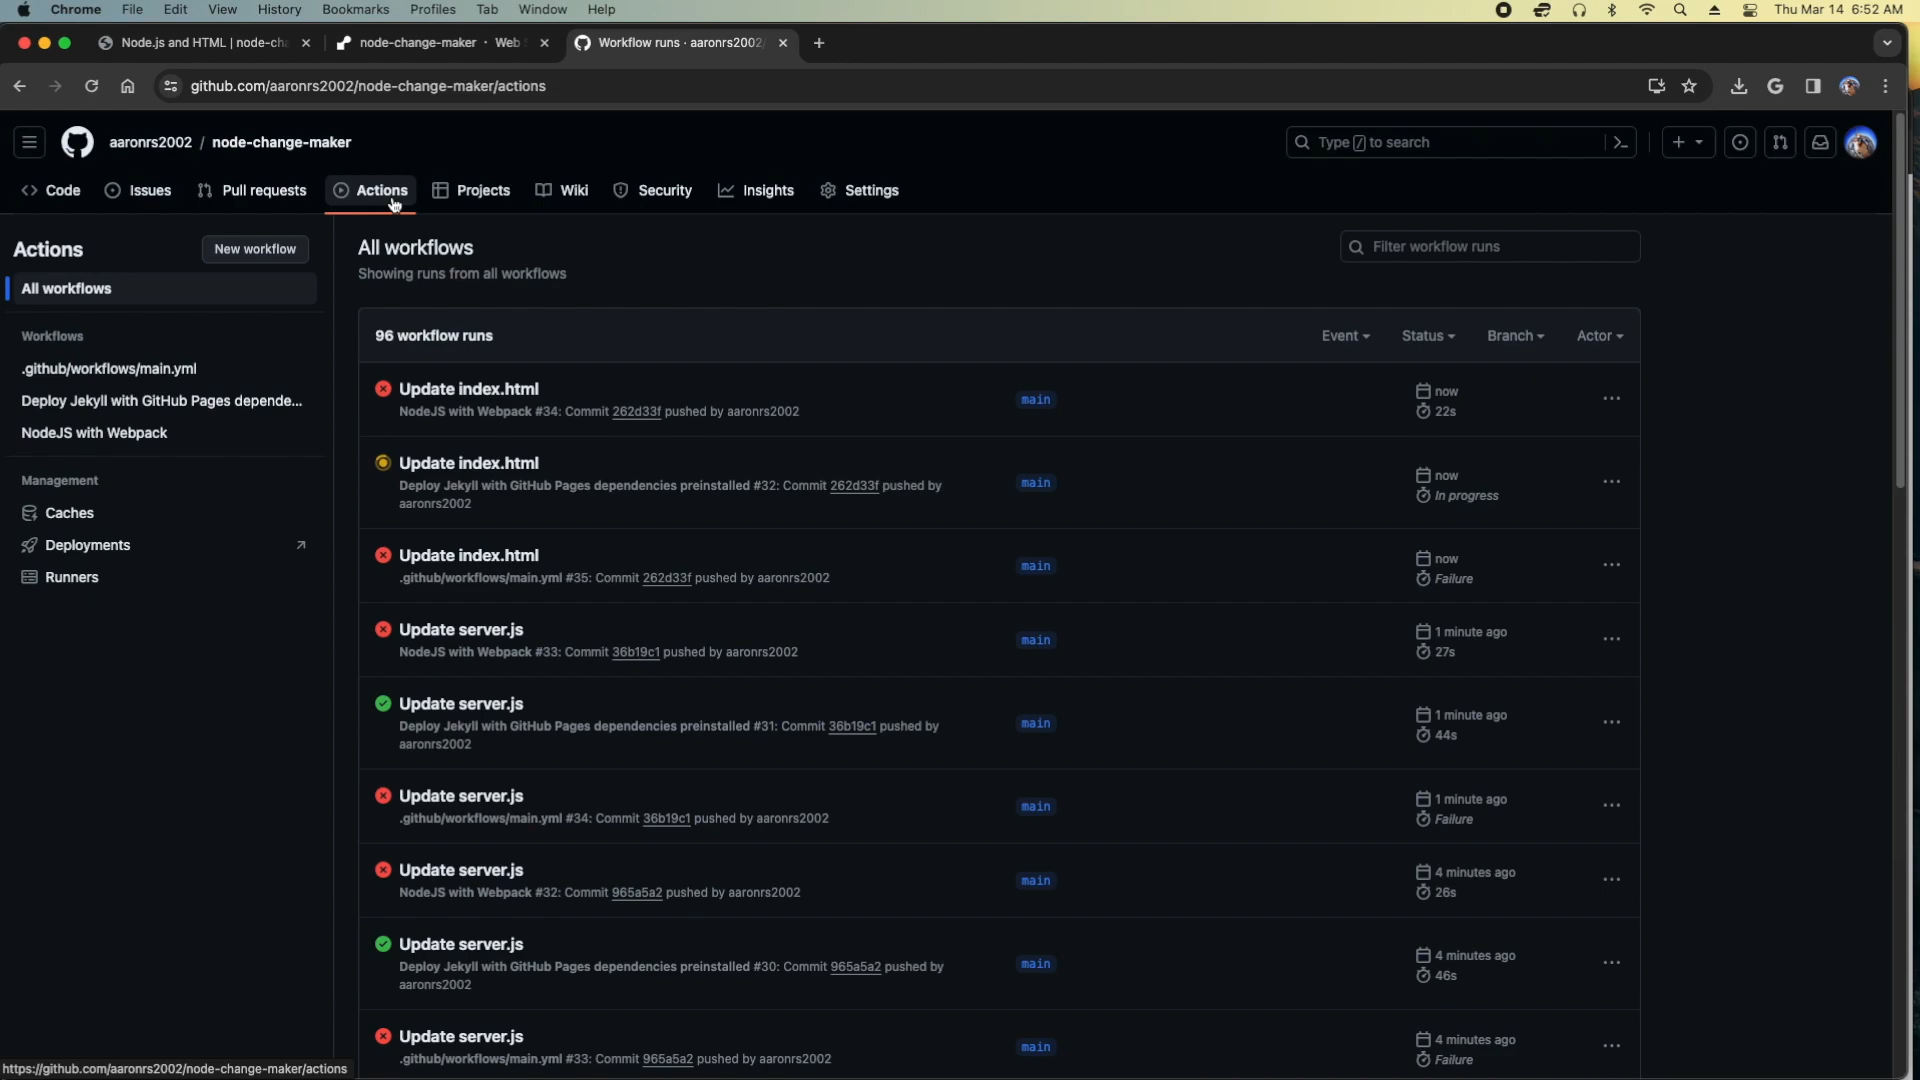 Chrome File Edit View History Bookmarks Profiles Tab Window Help Thu Mar 14 6:52 AM
Node.js and HTML | node-cha node-change-maker · Web Workflow runs · aaronrs2002/
github.com/aaronrs2002/node-change-maker/actions
aaronrs2002 / node-change-maker Type / to search
Code Issues Pull requests Actions Projects Wiki Security Insights Settings
Actions New workflow
All workflows
Workflows
.github/workflows/main.yml
Deploy Jekyll with GitHub Pages depende...
NodeJS with Webpack
Management
Caches
Deployments
Runners
All workflows
Showing runs from all workflows
Filter workflow runs
96 workflow runs Event Status Branch Actor
Update index.html
NodeJS with Webpack #34: Commit 262d33f pushed by aaronrs2002
main
now
22s
Update index.html
Deploy Jekyll with GitHub Pages dependencies preinstalled #32: Commit 262d33f pushed by
aaronrs2002
main
now
In progress
Update index.html
.github/workflows/main.yml #35: Commit 262d33f pushed by aaronrs2002
main
now
Failure
Update server.js
NodeJS with Webpack #33: Commit 36b19c1 pushed by aaronrs2002
main
1 minute ago
27s
Update server.js
Deploy Jekyll with GitHub Pages dependencies preinstalled #31: Commit 36b19c1 pushed by
aaronrs2002
main
1 minute ago
44s
Update server.js
.github/workflows/main.yml #34: Commit 36b19c1 pushed by aaronrs2002
main
1 minute ago
Failure
Update server.js
NodeJS with Webpack #32: Commit 965a5a2 pushed by aaronrs2002
main
4 minutes ago
26s
Update server.js
Deploy Jekyll with GitHub Pages dependencies preinstalled #30: Commit 965a5a2 pushed by
aaronrs2002
main
4 minutes ago
46s
Update server.js
.github/workflows/main.yml #33: Commit 965a5a2 pushed by aaronrs2002
main
4 minutes ago
Failure
https://github.com/aaronrs2002/node-change-maker/actions